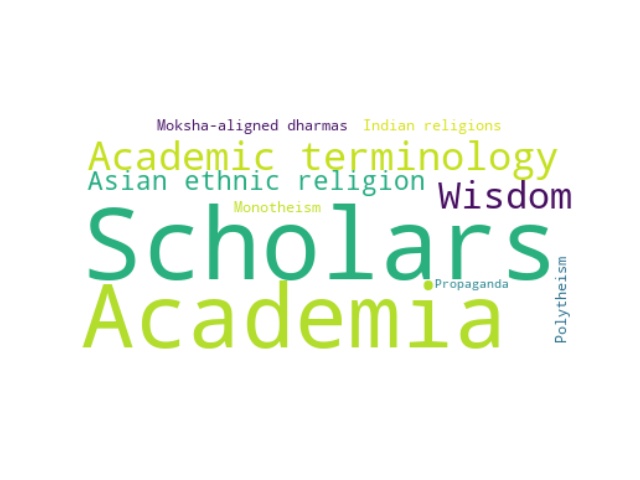 Moksha-aligned dharmas
Indian religions
Academic terminology
Asian ethnic religion
Wisdom
Monotheism
Scholars
Propaganda
Polytheism
Academia